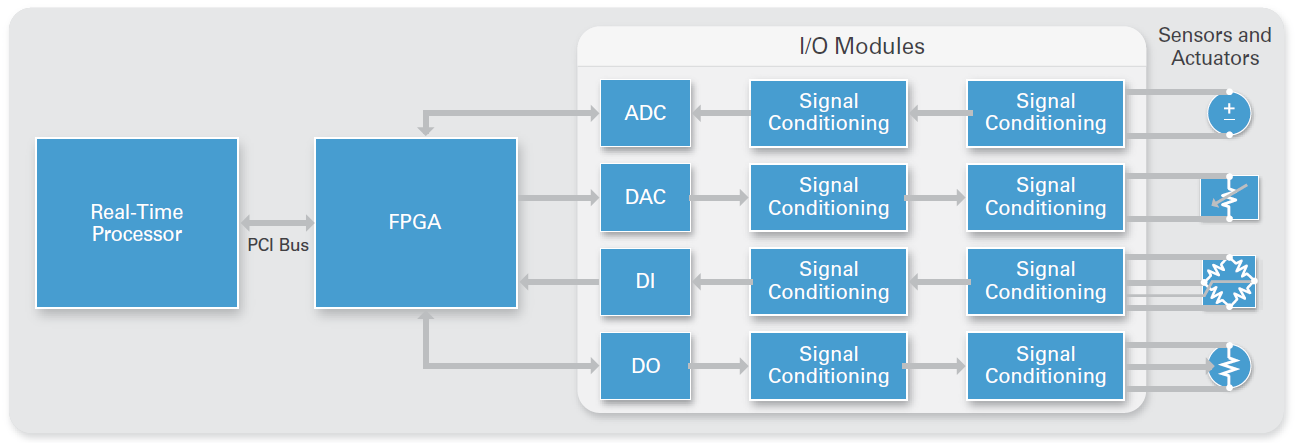 I/O Modules
Sensors and
Actuators
ADC
Signal
Conditioning
Signal
Conditioning
+
−
Real-Time
Processor
PCI Bus
FPGA
DAC
Signal
Conditioning
Signal
Conditioning
DI
Signal
Conditioning
Signal
Conditioning
DO
Signal
Conditioning
Signal
Conditioning